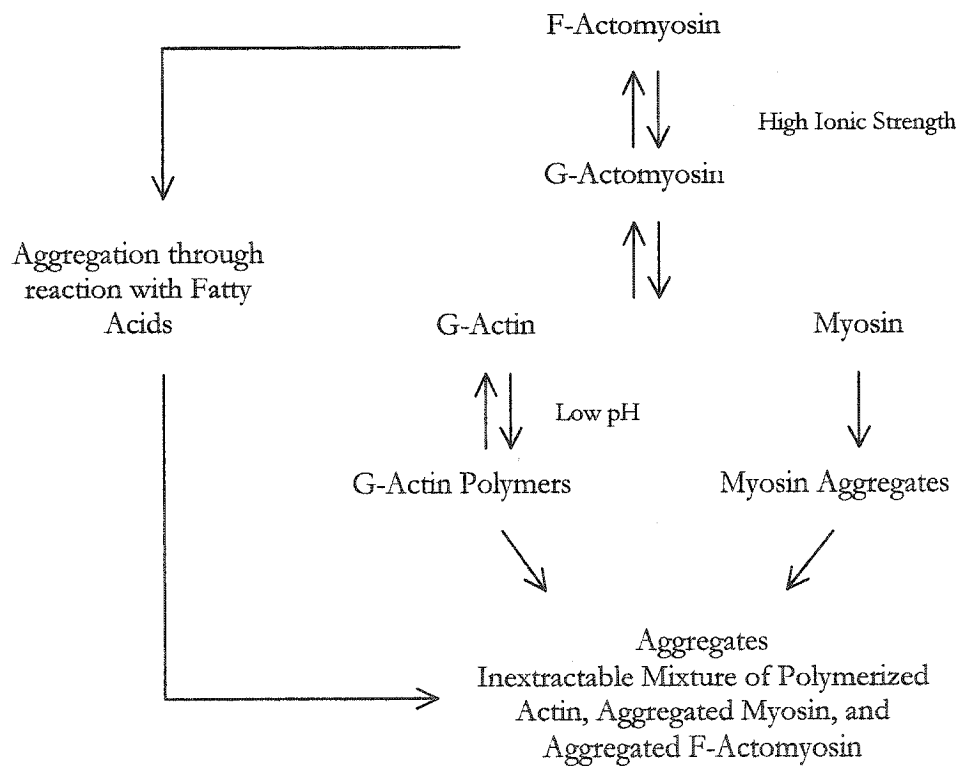 F-Actomyosin
High Ionic Strength
G-Actomyosin
Aggregation through
reaction with Fatty
Acids
G-Actin
Myosin
Low pH
G-Actin Polymers
Myosin Aggregates
Aggregates
Inextractable Mixture of Polymerized
Actin, Aggregated Myosin, and
Aggregated F-Actomyosin